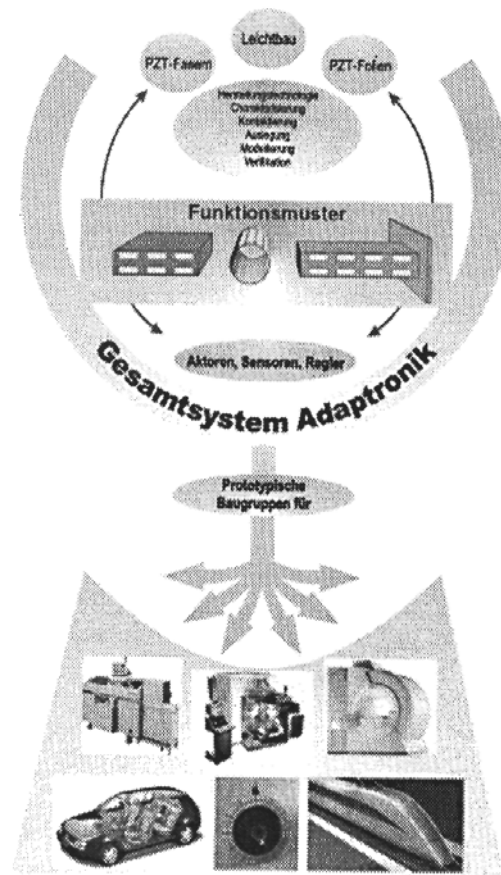 Leichtbau
PZT-Fasern
PZT-Folien
Herstellungstechnologie
Charakterisierung
Kontaktierung
Auslegung
Modellierung
Verifikation
Funktionsmuster
Aktoren, Sensoren, Regler
Gesamtsystem Adaptronik
Prototypische
Baugruppen für